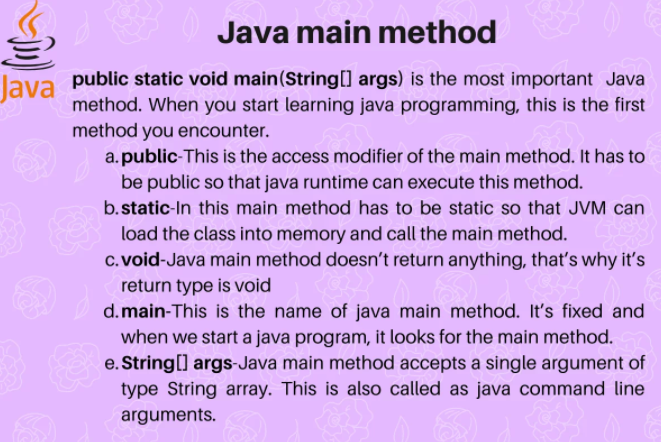 Java main method
Java
public static void main(String[] args) is the most important Java
method. When you start learning java programming, this is the first
method you encounter.
a. public-This is the access modifier of the main method. It has to
be public so that java runtime can execute this method.
b. static-In this main method has to be static so that JVM can
load the class into memory and call the main method.
c. void-Java main method doesn't return anything, that's why it's
return type is void
d. main-This is the name of java main method. It's fixed and
when we start a java program, it looks for the main method.
e. String[] args-Java main method accepts a single argument of
type String array. This is also called as java command line
arguments.